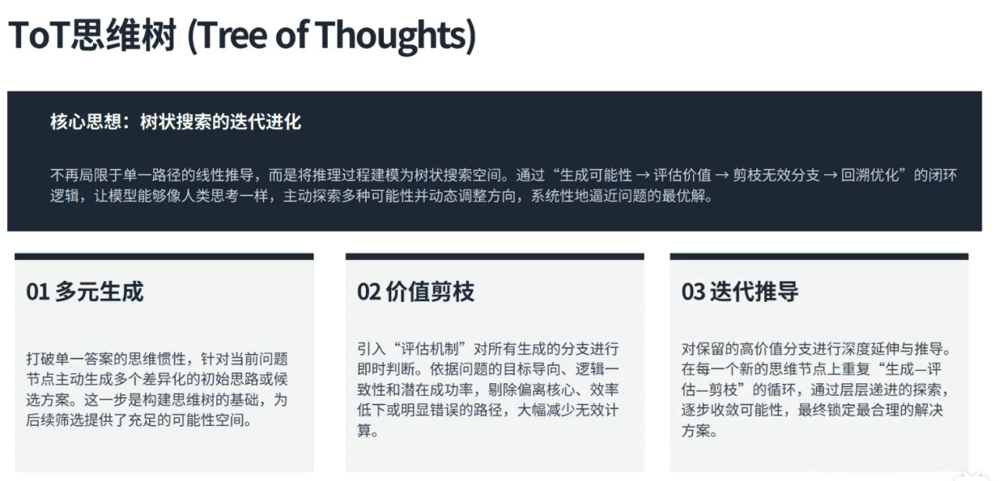 ToT思维树 (Tree of Thoughts)
核心思想：树状搜索的迭代进化
不再局限于单一路径的线性推导，而是将推理过程建模为树状搜索空间。通过“生成可能性 → 评估价值 → 剪枝无效分支 → 回溯优化”的闭环
逻辑，让模型能够像人类思考一样，主动探索多种可能性并动态调整方向，系统性地逼近问题的最优解。
01 多元生成
打破单一答案的思维惯性，针对当前问题
节点主动生成多个差异化的初始思路或候
选方案。这一步是构建思维树的基础，为
后续筛选提供了充足的可能性空间。
02 价值剪枝
引入“评估机制”对所有生成的分支进行
即时判断。依据问题的目标导向、逻辑一
致性和潜在成功率，剔除偏离核心、效率
低下或明显错误的路径，大幅减少无效计
算。
03 迭代推导
对保留的高价值分支进行深度延伸与推导。
在每一个新的思维节点上重复“生成—评
估—剪枝”的循环，通过层层递进的探索，
逐步收敛可能性，最终锁定最合理的解决
方案。